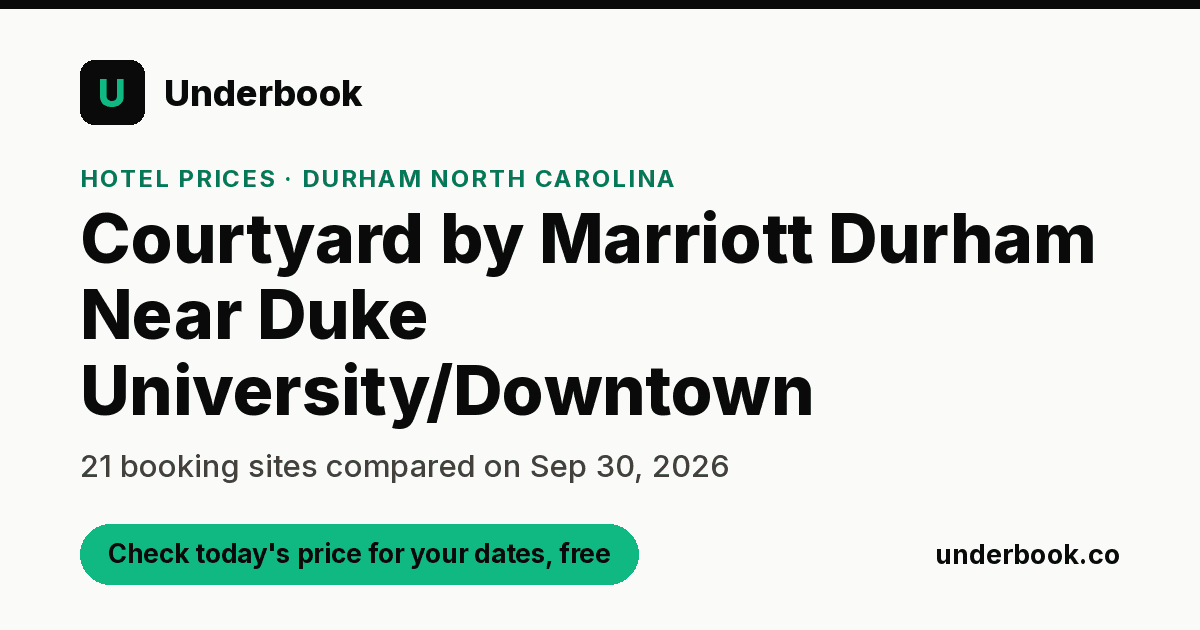 U Underbook
HOTEL PRICES · DURHAM NORTH CAROLINA
Courtyard by Marriott Durham
Near Duke
University/Downtown
21 booking sites compared on Sep 30, 2026
Check today's price for your dates, free
underbook.co